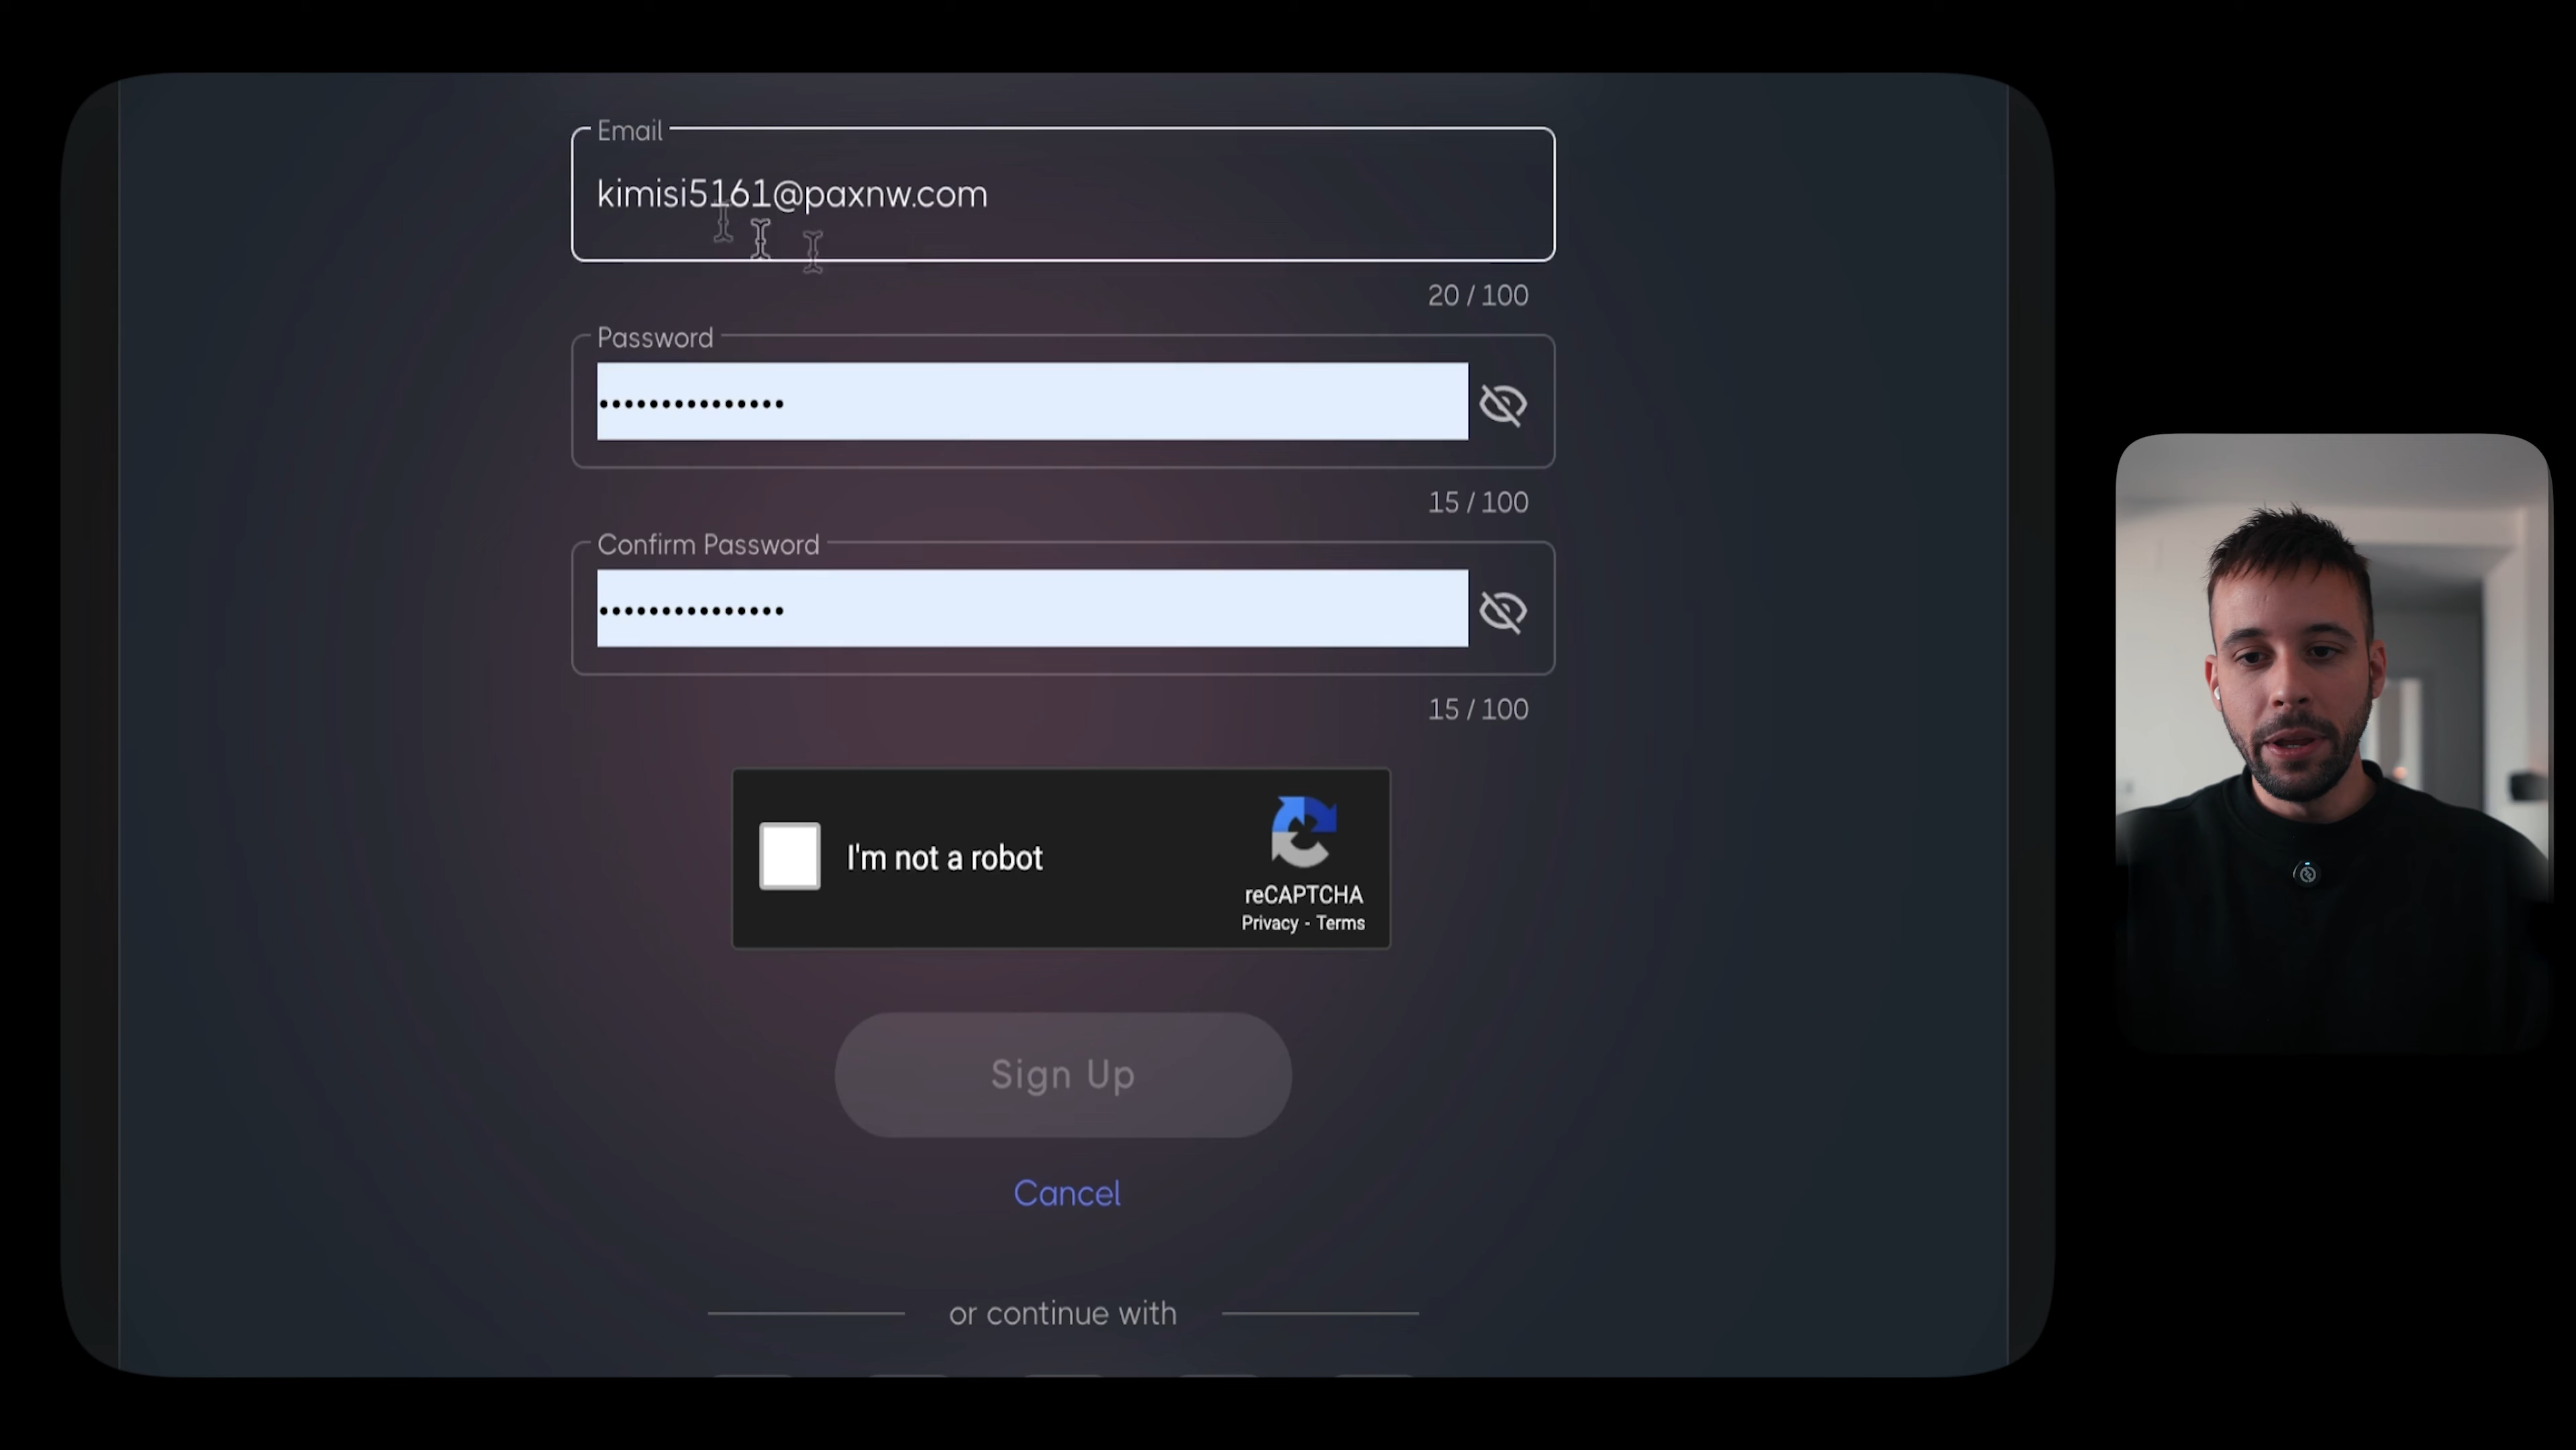 Email
kimisi5161@paxnw.com
20 / 100
Password
15 / 100
Confirm Password
15 / 100
I'm not a robot
reCAPTCHA
Privacy - Terms
Sign Up
Cancel
or continue with